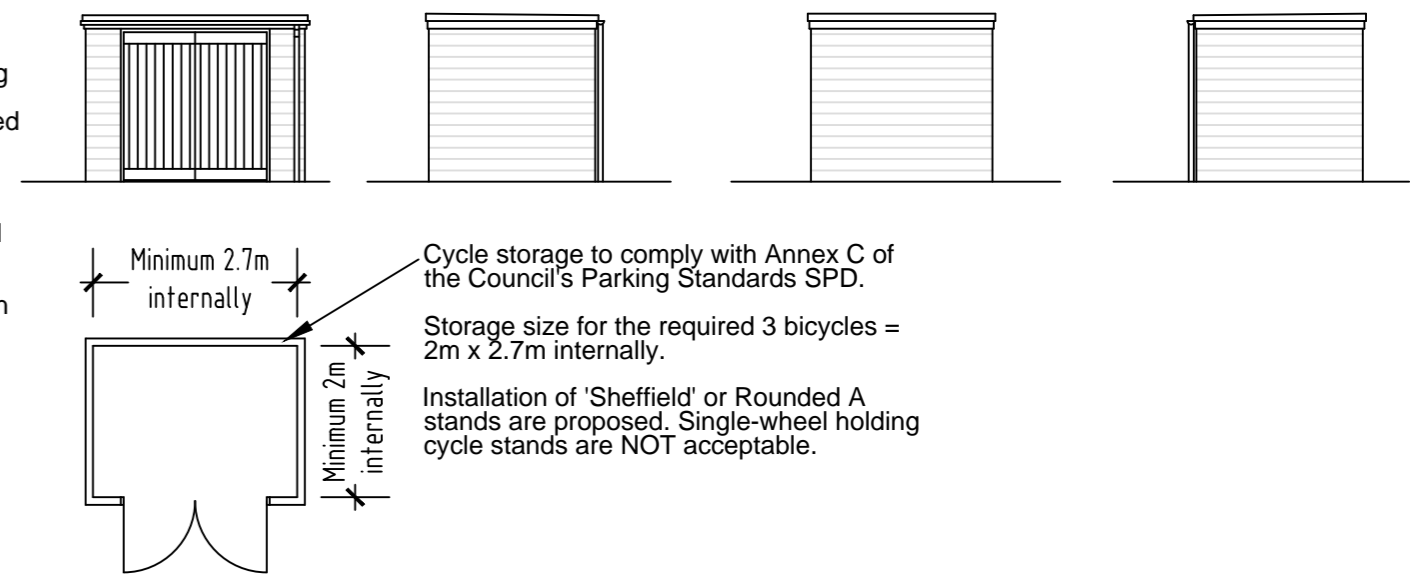 g
ed
l
n
Minimum 2.7m
internally
Cycle storage to comply with Annex C of
the Council's Parking Standards SPD.
Storage size for the required 3 bicycles =
2m x 2.7m internally.
Minimum 2m
internally
Installation of 'Sheffield' or Rounded A
stands are proposed. Single-wheel holding
cycle stands are NOT acceptable.